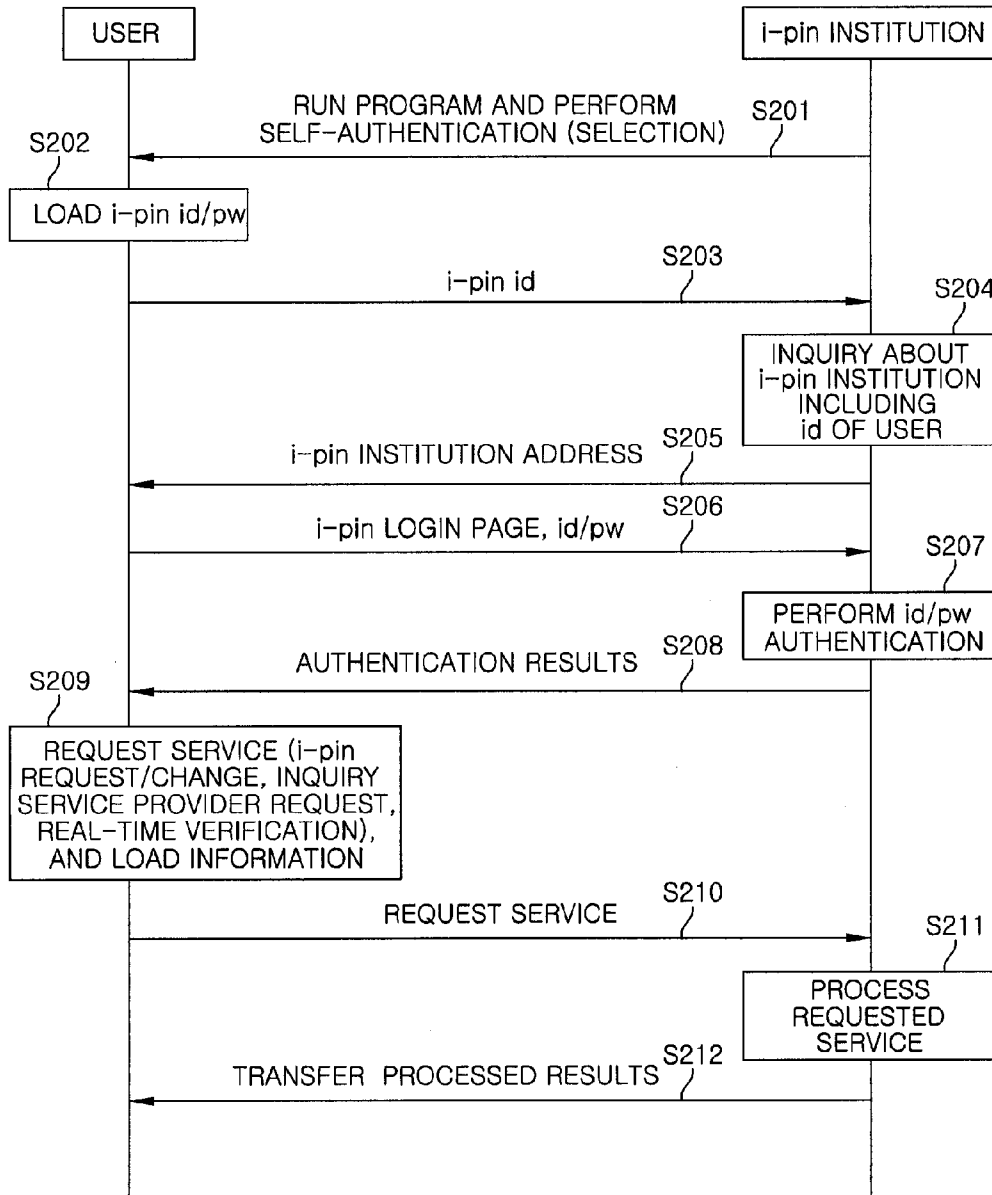 USER
i-pin INSTITUTION
RUN PROGRAM AND PERFORM
SELF-AUTHENTICATION (SELECTION)
S201
S202
LOAD i-pin id/pw
i-pin id
S203
S204
INQUIRY ABOUT
i-pin INSTITUTION
INCLUDING
id OF USER
i-pin INSTITUTION ADDRESS
S205
i-pin LOGIN PAGE, id/pw
S206
S207
PERFORM id/pw
AUTHENTICATION
AUTHENTICATION RESULTS
S208
S209
REQUEST SERVICE (i-pin
REQUEST/CHANGE, INQUIRY
SERVICE PROVIDER REQUEST,
REAL-TIME VERIFICATION),
AND LOAD INFORMATION
REQUEST SERVICE
S210
S211
PROCESS
REQUESTED
SERVICE
TRANSFER PROCESSED RESULTS
S212